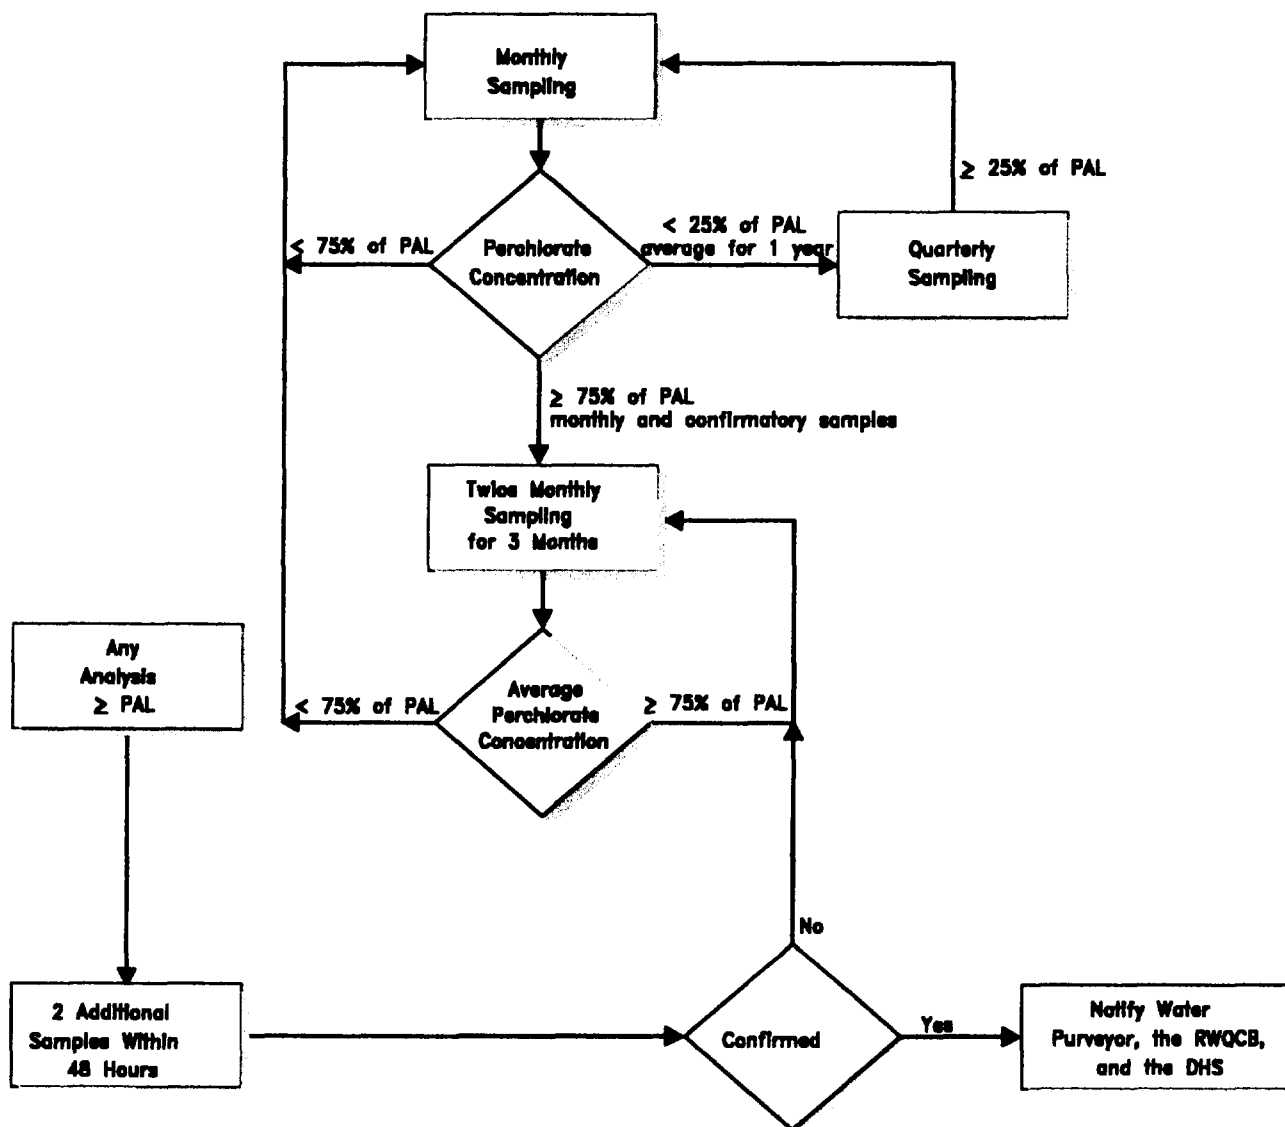 Monthly
Sampling
≥ 25% of PAL
< 75% of PAL
Perchlorate
Concentration
< 25% of PAL
average for 1 year
Quarterly
Sampling
≥ 75% of PAL
monthly and confirmatory samples
Twice Monthly
Sampling
for 3 Months
Any
Analysis
≥ PAL
< 75% of PAL
Average
Perchlorate
Concentration
≥ 75% of PAL
No
2 Additional
Samples Within
48 Hours
Confirmed
Yes
Notify Water
Purveyor, the RWQCB,
and the DHS